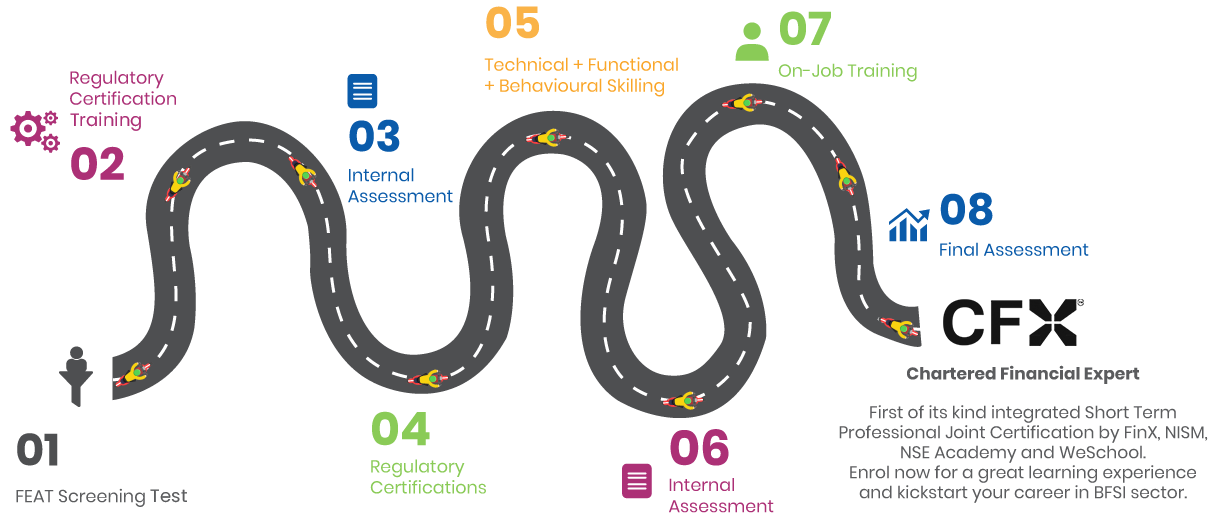 01
FEAT Screening Test
Regulatory
Certification
Training
02
03
Internal
Assessment
04
Regulatory
Certifications
05
Technical + Functional
+ Behavioural Skilling
06
Internal
Assessment
07
On-Job Training
08
Final Assessment
CFX
Chartered Financial Expert
First of its kind integrated Short Term
Professional Joint Certification by FinX, NISM,
NSE Academy and WeSchool.
Enrol now for a great learning experience
and kickstart your career in BFSI sector.